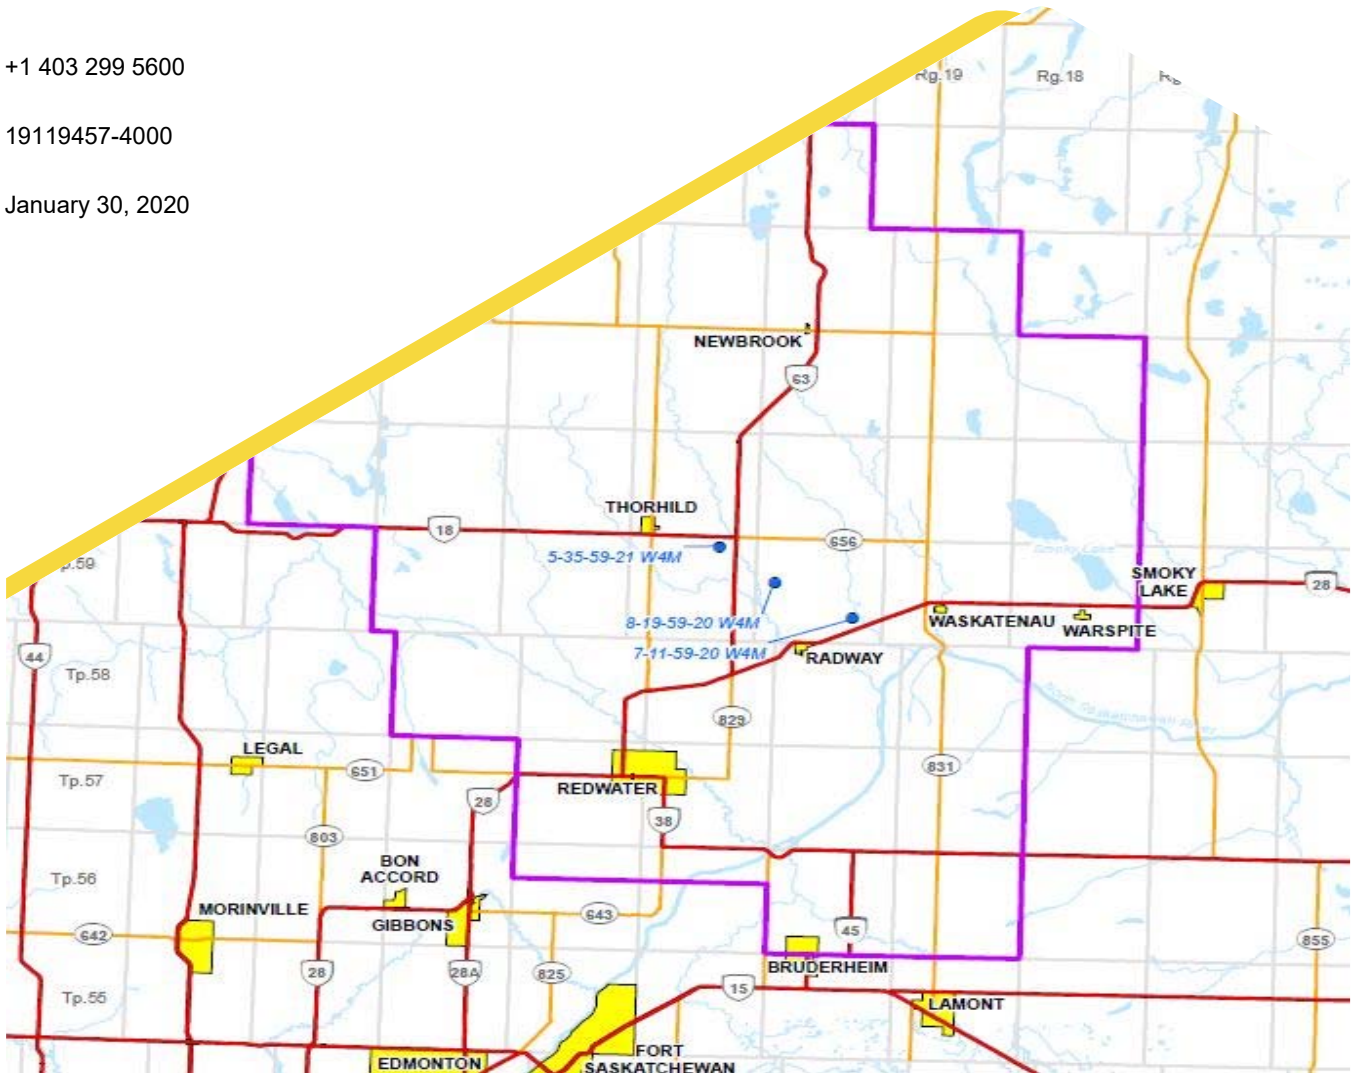 +1 403 299 5600
19119457-4000
January 30, 2020
Rg.19
Rg.18
NEWBROOK
63
THORHILD
18
656
5-35-59-21 W4M
p.59
Smoky Lake
SMOKY
LAKE
28
8-19-59-20 W4M
WASKATENAU
WARSPITE
7-11-59-20 W4M
RADWAY
44
Tp.58
829
LEGAL
651
831
Tp.57
28
REDWATER
38
803
BON
ACCORD
Tp.56
MORINVILLE
GIBBONS
643
45
642
855
28
28A
825
BRUDERHEIM
15
Tp.55
LAMONT
FORT
SASKATCHEWAN
EDMONTON